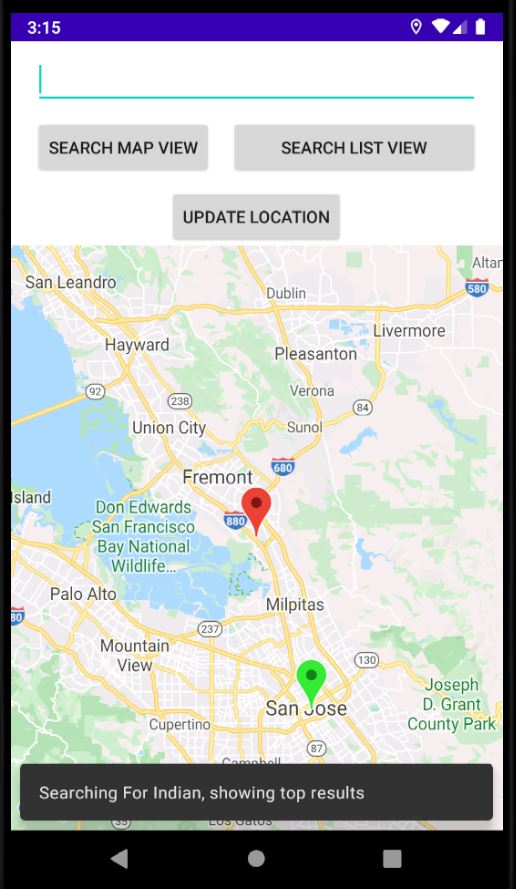 3:15
SEARCH MAP VIEW
SEARCH LIST VIEW
UPDATE LOCATION
Altan
580
San Leandro
Dublin
Livermore
Hayward
Pleasanton
Verona
92
238
84
Union City
Sunol
680
Fremont
Island
Don Edwards
San Francisco
Bay National
Wildlife...
880
Palo Alto
Milpitas
80
237
Mountain
View
130
Joseph
D. Grant
County Park
San Jose
Cupertino
87
Campbell
Searching For Indian, showing top results
35
Los Gatos